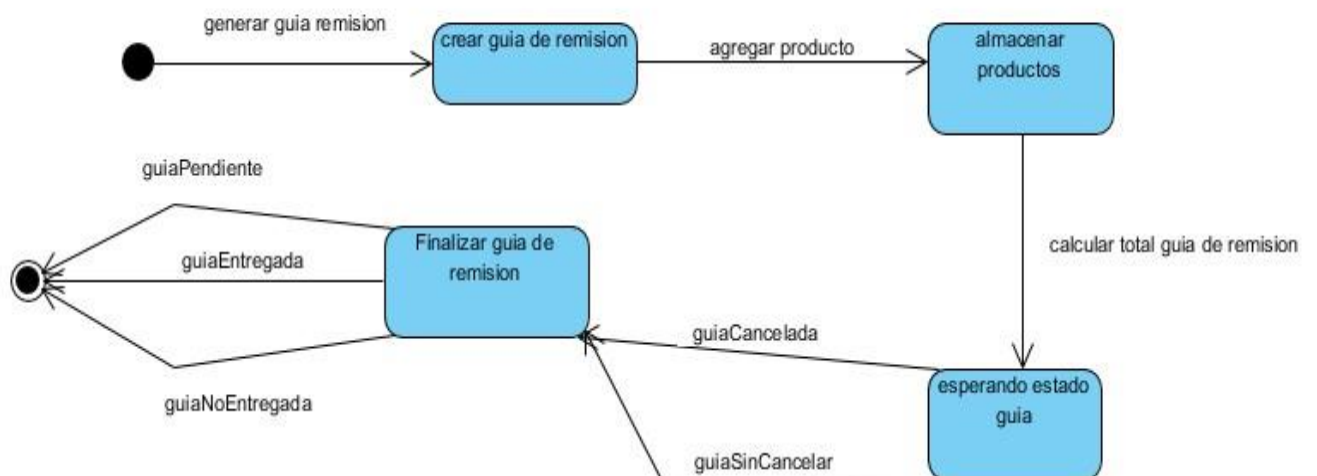 generar guia remision
crear guia de remision
agregar producto
almacenar
productos
guiaPendiente
guiaEntregada
Finalizar guia de
remision
calcular total guia de remision
guiaCancelada
guiaNoEntregada
esperando estado
guia
guiaSinCancelar